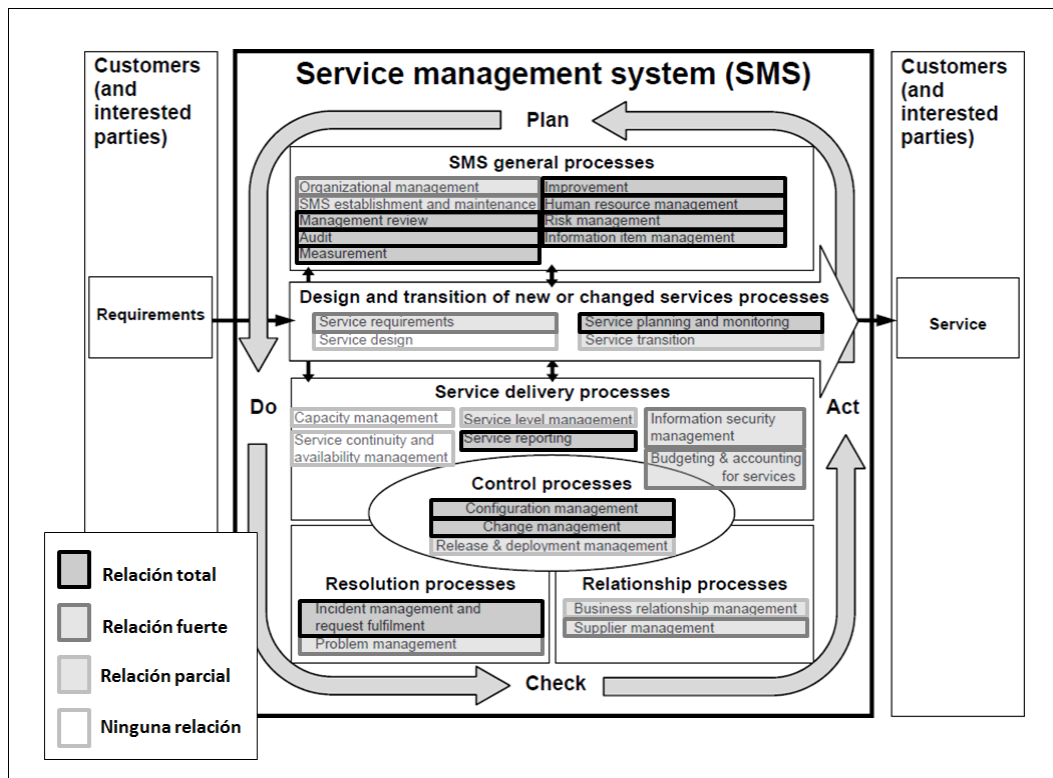 Customers
(and
interested
parties)
Service management system (SMS)
Customers
(and
interested
parties)
Plan
SMS general processes
Organizational management
SMS establishment and maintenance
Management review
Audit
Measurement
Improvement
Human resource management
Risk management
Information item management
Requirements
Design and transition of new or changed services processes
Service requirements
Service design
Service planning and monitoring
Service transition
Service
Do
Service delivery processes
Act
Capacity management
Service continuity and
availability management
Service level management
Service reporting
Information security
management
Budgeting & accounting
for services
Control processes
Configuration management
Change management
Release & deployment management
Resolution processes
Incident management and
request fulfilment
Problem management
Relationship processes
Business relationship management
Supplier management
Check
Relación total
Relación fuerte
Relación parcial
Ninguna relación